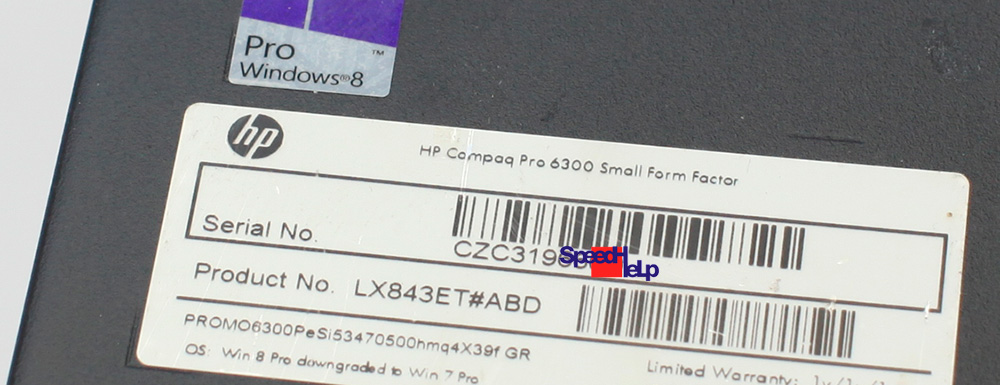 Pro ™
Windows®8
hp
HP Compaq Pro 6300 Small Form Factor
Serial No.
SpeedHelp
Product No. LX843ET#ABD
PROMO6300PeSi53470500hmq4X39f GR
OS: Win 8 Pro downgraded to Win 7 Pro
Limited Warranty: